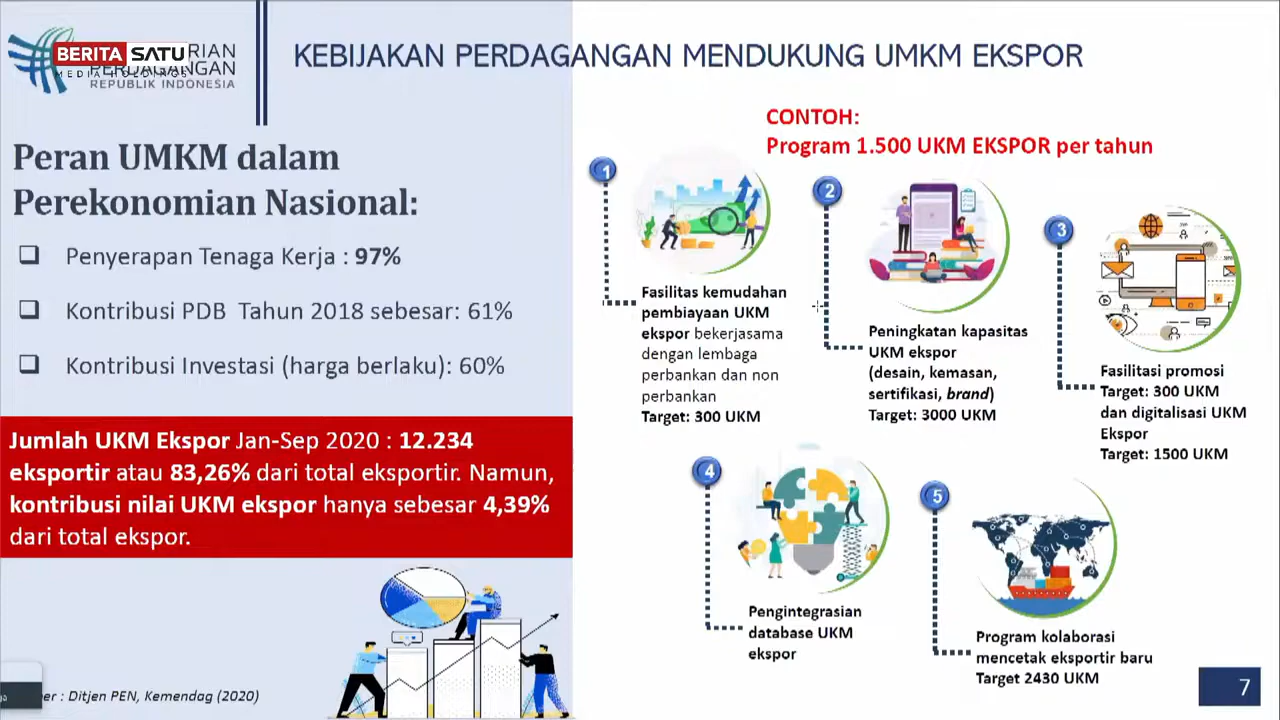 BERITA SATU
MEDIA HOLDINGS
REPUBLIK INDONESIA
KEBIJAKAN PERDAGANGAN MENDUKUNG UMKM EKSPOR
Peran UMKM dalam
Perekonomian Nasional:
Penyerapan Tenaga Kerja : 97%
Kontribusi PDB Tahun 2018 sebesar: 61%
Kontribusi Investasi (harga berlaku): 60%
Jumlah UKM Ekspor Jan-Sep 2020 : 12.234
eksportir atau 83,26% dari total eksportir. Namun,
kontribusi nilai UKM ekspor hanya sebesar 4,39%
dari total ekspor.
: Ditjen PEN, Kemendag (2020)
CONTOH:
Program 1.500 UKM EKSPOR per tahun
1
Fasilitas kemudahan
pembiayaan UKM
ekspor bekerjasama
dengan lembaga
perbankan dan non
perbankan
Target: 300 UKM
2
Peningkatan kapasitas
UKM ekspor
(desain, kemasan,
sertifikasi, brand)
Target: 3000 UKM
3
Fasilitasi promosi
Target: 300 UKM
dan digitalisasi UKM
Ekspor
Target: 1500 UKM
4
Pengintegrasian
database UKM
ekspor
5
Program kolaborasi
mencetak eksportir baru
Target 2430 UKM
7